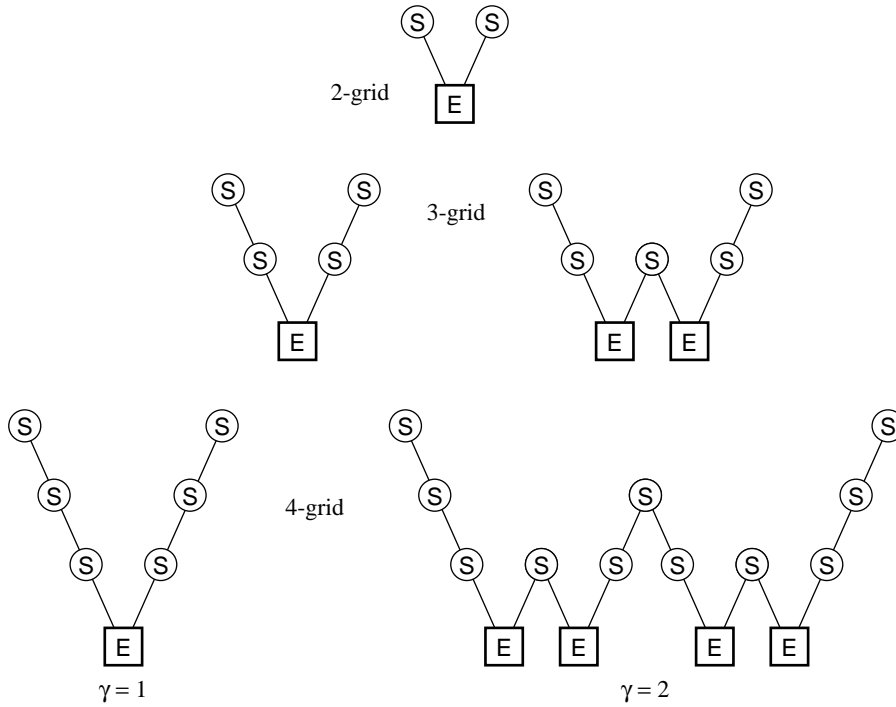 S S
2-grid
E
S S S S
3-grid
S S S S S
E E E
S S S S
4-grid
S S S S S
S S S S S S S S
E E E E E
γ = 1 γ = 2